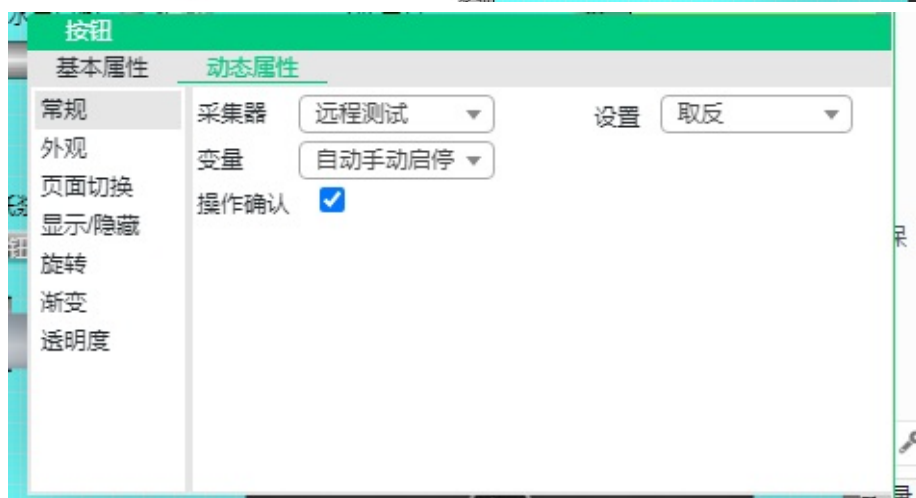 按钮
基本属性 动态属性
常规
外观
页面切换
显示/隐藏
旋转
渐变
透明度
采集器 远程测试 设置 取反
变量 自动手动启停
操作确认